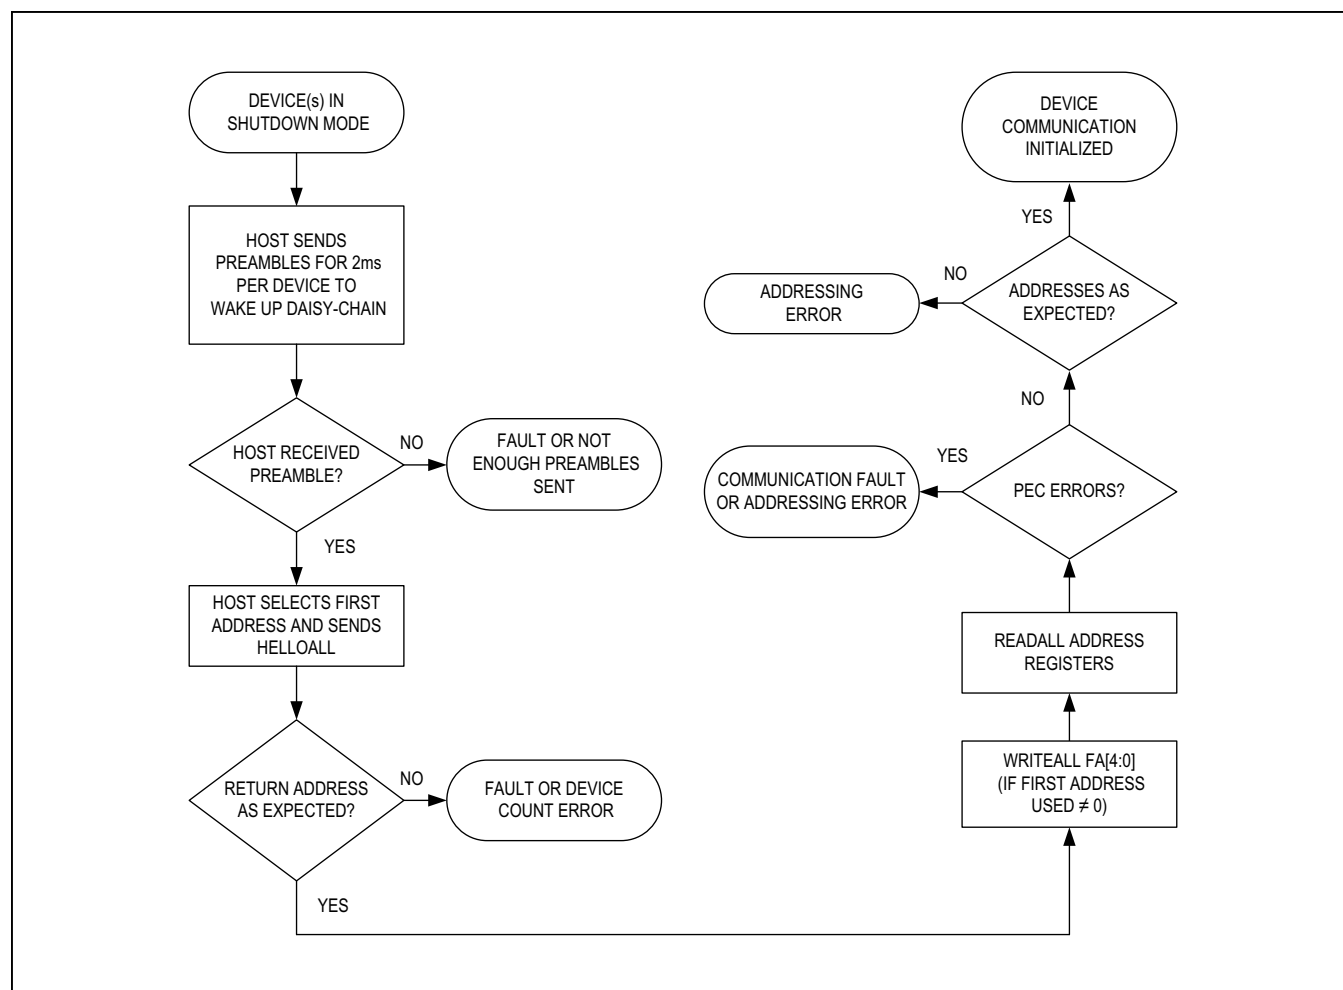 DEVICE(s) IN
SHUTDOWN MODE
HOST SENDS
PREAMBLES FOR 2ms
PER DEVICE TO
WAKE UP DAISY-CHAIN
HOST RECEIVED
PREAMBLE?
NO
FAULT OR NOT
ENOUGH PREAMBLES
SENT
YES
HOST SELECTS FIRST
ADDRESS AND SENDS
HELLOALL
RETURN ADDRESS
AS EXPECTED?
NO
FAULT OR DEVICE
COUNT ERROR
YES
WRITEALL FA[4:0]
(IF FIRST ADDRESS
USED ≠ 0)
READALL ADDRESS
REGISTERS
PEC ERRORS?
YES
COMMUNICATION FAULT
OR ADDRESSING ERROR
NO
ADDRESSES AS
EXPECTED?
NO
ADDRESSING
ERROR
YES
DEVICE
COMMUNICATION
INITIALIZED